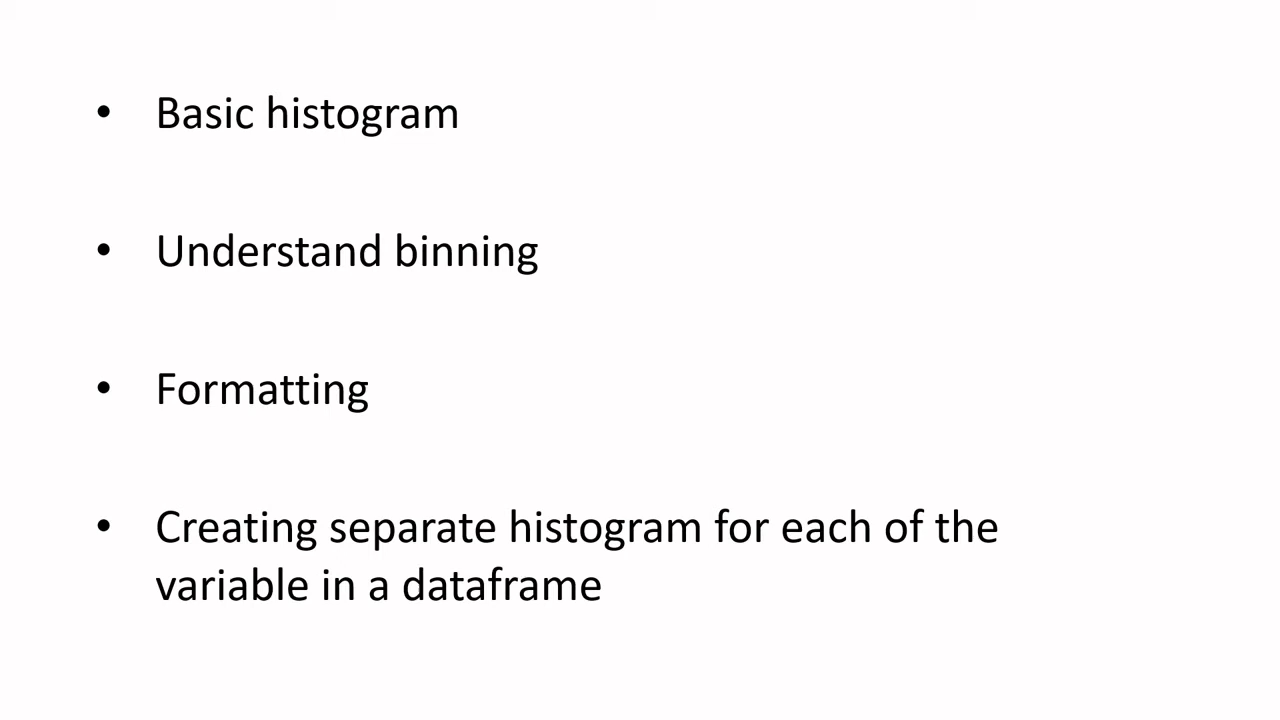 • Basic histogram
• Understand binning
• Formatting
• Creating separate histogram for each of the
variable in a dataframe